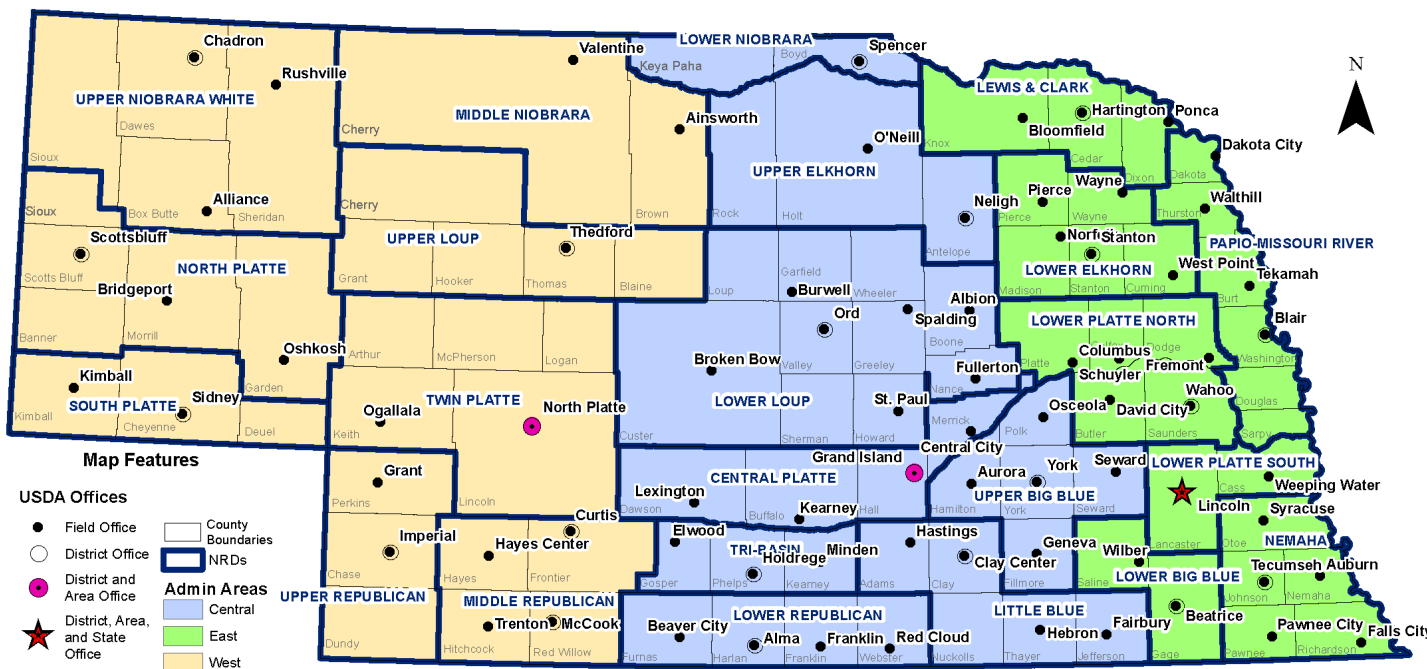 LOWER NIOBRARA
Chadron
Valentine
Spencer
Boyd
Keya Paha
N
Rushville
UPPER NIOBRARA WHITE
LEWIS & CLARK
MIDDLE NIOBRARA
Ainsworth
Hartington
Ponca
Bloomfield
Dawes
Cherry
O'Neill
Knox
Dakota City
Sioux
Cedar
UPPER ELKHORN
Dixon
Dakota
Pierce
Wayne
Walthill
Alliance
Sioux
Box Butte
Sheridan
Cherry
Brown
Rock
Holt
Neligh
Pierce
Wayne
Thurston
Scottsbluff
UPPER LOUP
Thedford
Stanton
PAPIO-MISSOURI RIVER
NORTH PLATTE
Antelope
LOWER ELKHORN
West Point
Tekamah
Scotts Bluff
Bridgeport
Grant
Hooker
Thomas
Blaine
Loup
Garfield
Wheeler
Burwell
Albion
Madison
Stanton
Cuming
Burt
Ord
Spalding
LOWER PLATTE NORTH
Blair
Banner
Morrill
Oshkosh
Arthur
McPherson
Logan
Broken Bow
Valley
Greeley
Boone
Platte
Columbus
Dodge
Washington
Kimball
Garden
Fullerton
Schuyler
Fremont
SOUTH PLATTE
Sidney
Ogallala
TWIN PLATTE
North Platte
LOWER LOUP
St. Paul
Nance
Osceola
David City
Wahoo
Kimball
Cheyenne
Deuel
Keith
Custer
Sherman
Howard
Merrick
Polk
Butler
Saunders
Douglas
Sarpy
Central City
Map Features
Grant
Grand Island
CENTRAL PLATTE
Aurora
York
Seward
LOWER PLATTE SOUTH
UPPER BIG BLUE
Cass
Weeping Water
USDA Offices
Perkins
Lincoln
Lexington
Dawson
Buffalo
Kearney
Hall
Hamilton
York
Seward
Lincoln
Syracuse
Field Office
County
Boundaries
Curtis
Elwood
Hastings
Geneva
Lancaster
Otoe
NEMAHA
District Office
NRDs
Imperial
Hayes Center
Holdrege
Minden
Clay Center
Wilber
LOWER BIG BLUE
Tecumseh
Auburn
District and
Area Office
Admin Areas
Chase
Hayes
Frontier
Gosper
Phelps
Kearney
Adams
Clay
Fillmore
Saline
Johnson
Nemaha
Central
UPPER REPUBLICAN
MIDDLE REPUBLICAN
LOWER REPUBLICAN
LITTLE BLUE
Beatrice
District, Area,
and State
Office
East
Trenton
McCook
Beaver City
Alma
Franklin
Red Cloud
Hebron
Fairbury
Pawnee City
Falls City
West
Dundy
Hitchcock
Red Willow
Furnas
Harlan
Franklin
Webster
Nuckolls
Thayer
Jefferson
Gage
Pawnee
Richardson